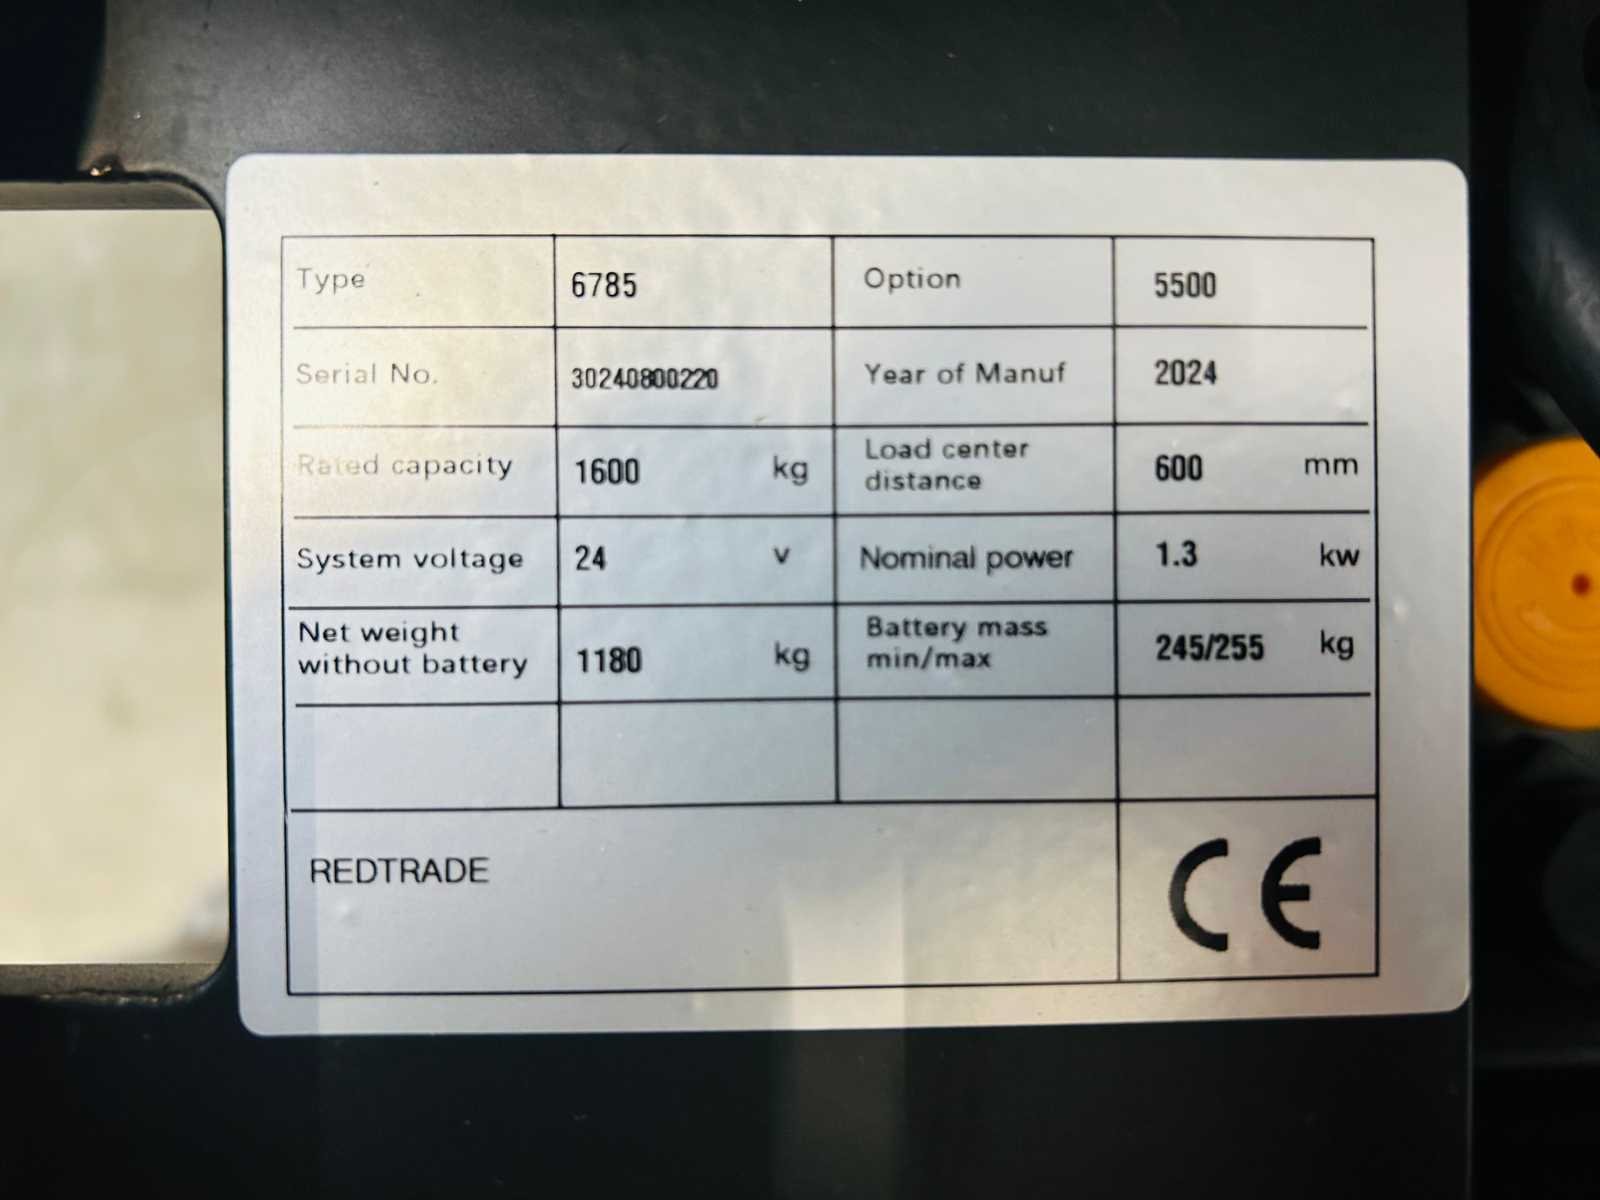 Type 6785 Option 5500
Serial No. 30240800220 Year of Manuf 2024
Rated capacity 1600 kg Load center distance 600 mm
System voltage 24 v Nominal power 1.3 kw
Net weight without battery 1180 kg Battery mass min/max 245/255 kg
REDTRADE CE